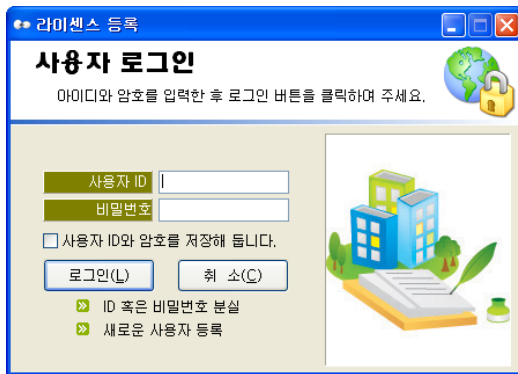 라이센스 등록
사용자 로그인
아이디와 암호를 입력한 후 로그인 버튼을 클릭하여 주세요.
사용자 ID
비밀번호
사용자 ID와 암호를 저장해 둡니다.
로그인(L) 취 소(C)
ID 혹은 비밀번호 분실
새로운 사용자 등록